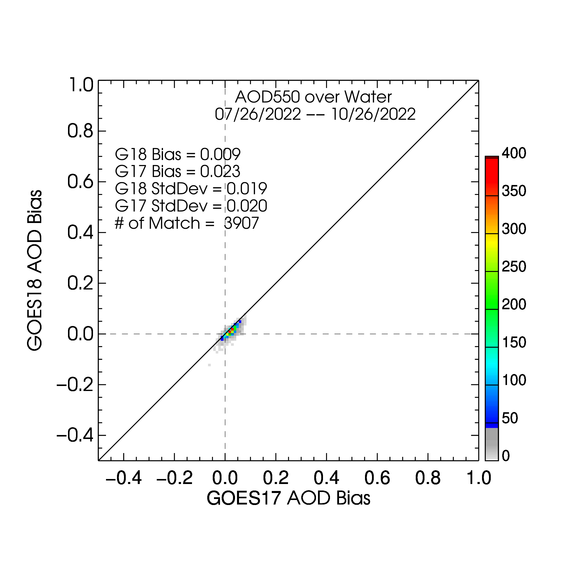 AOD550 over Water
07/26/2022 −− 10/26/2022
G18 Bias = 0.009
G17 Bias = 0.023
G18 StdDev = 0.019
G17 StdDev = 0.020
# of Match = 3907
1.0
0.8
0.6
0.4
0.2
0.0
−0.2
−0.4
GOES18 AOD Bias
−0.4 −0.2 0.0 0.2 0.4 0.6 0.8 1.0
GOES17 AOD Bias
400
350
300
250
200
150
100
50
0